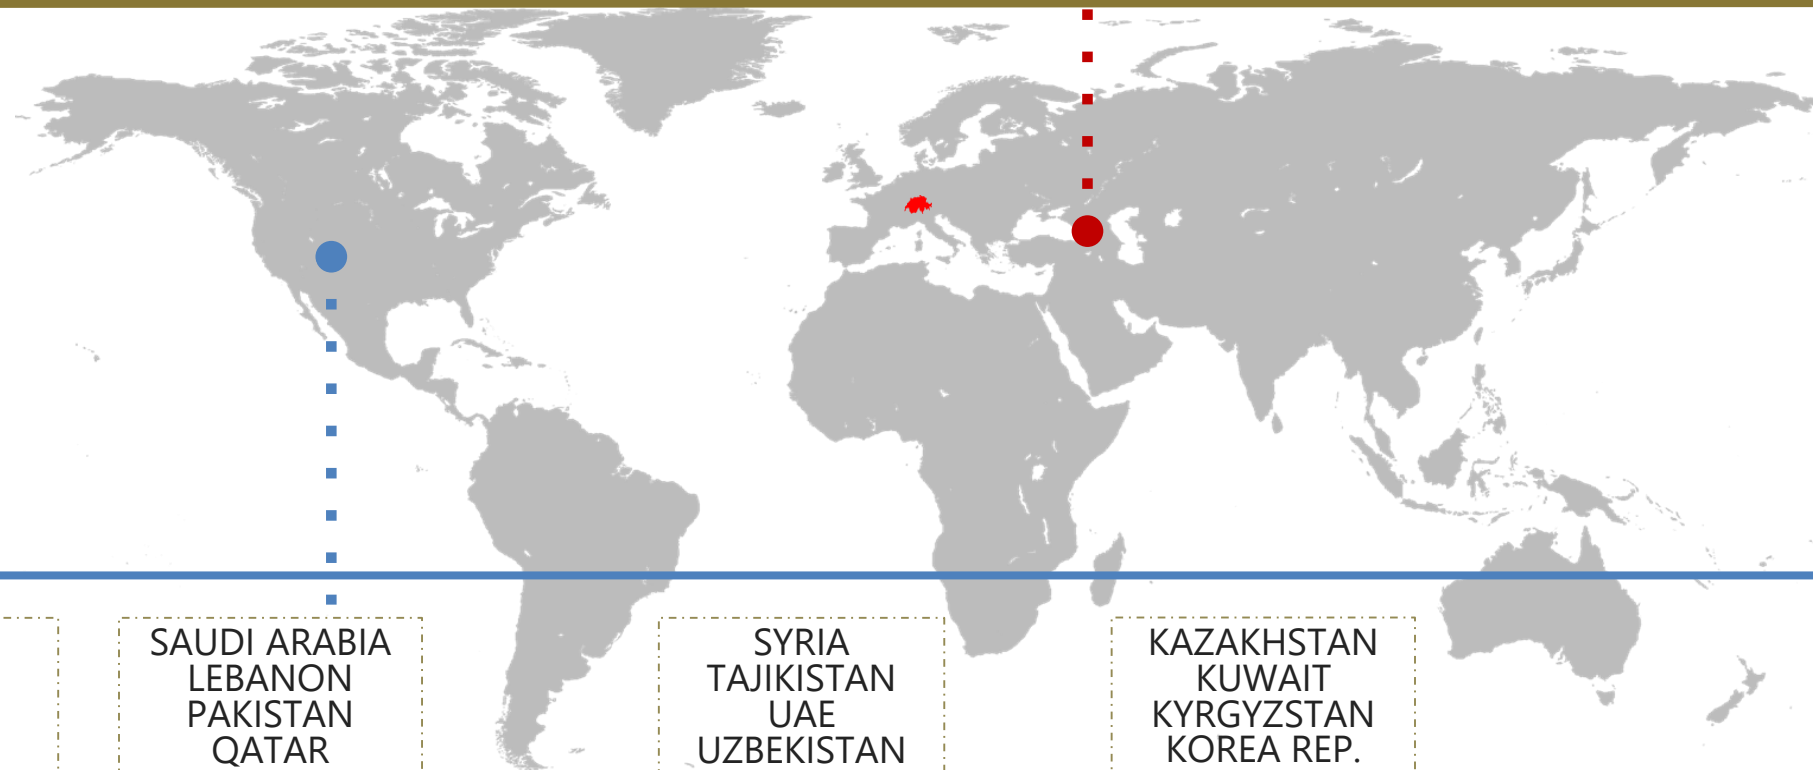 SAUDI ARABIA
LEBANON
PAKISTAN
QATAR
SYRIA
TAJIKISTAN
UAE
UZBEKISTAN
KAZAKHSTAN
KUWAIT
KYRGYZSTAN
KOREA REP.